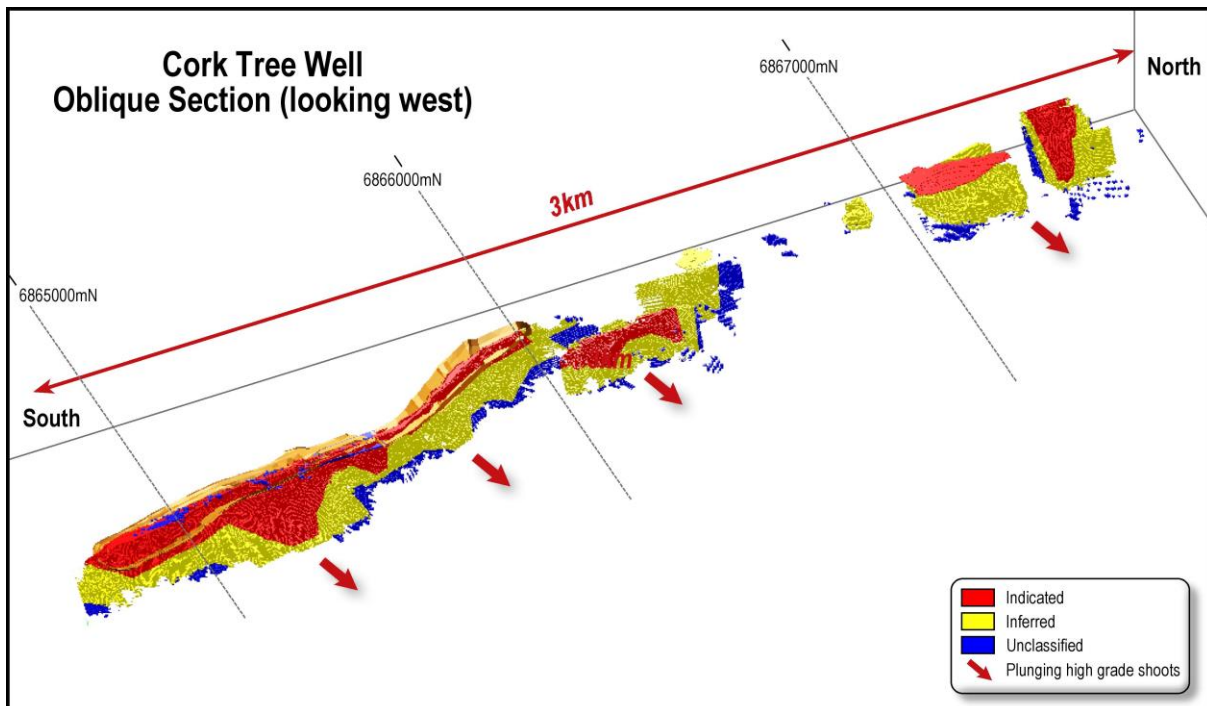 Cork Tree Well
Oblique Section (looking west)
6867000mN
North
6866000mN
3km
6865000mN
South
m
Indicated
Inferred
Unclassified
Plunging high grade shoots